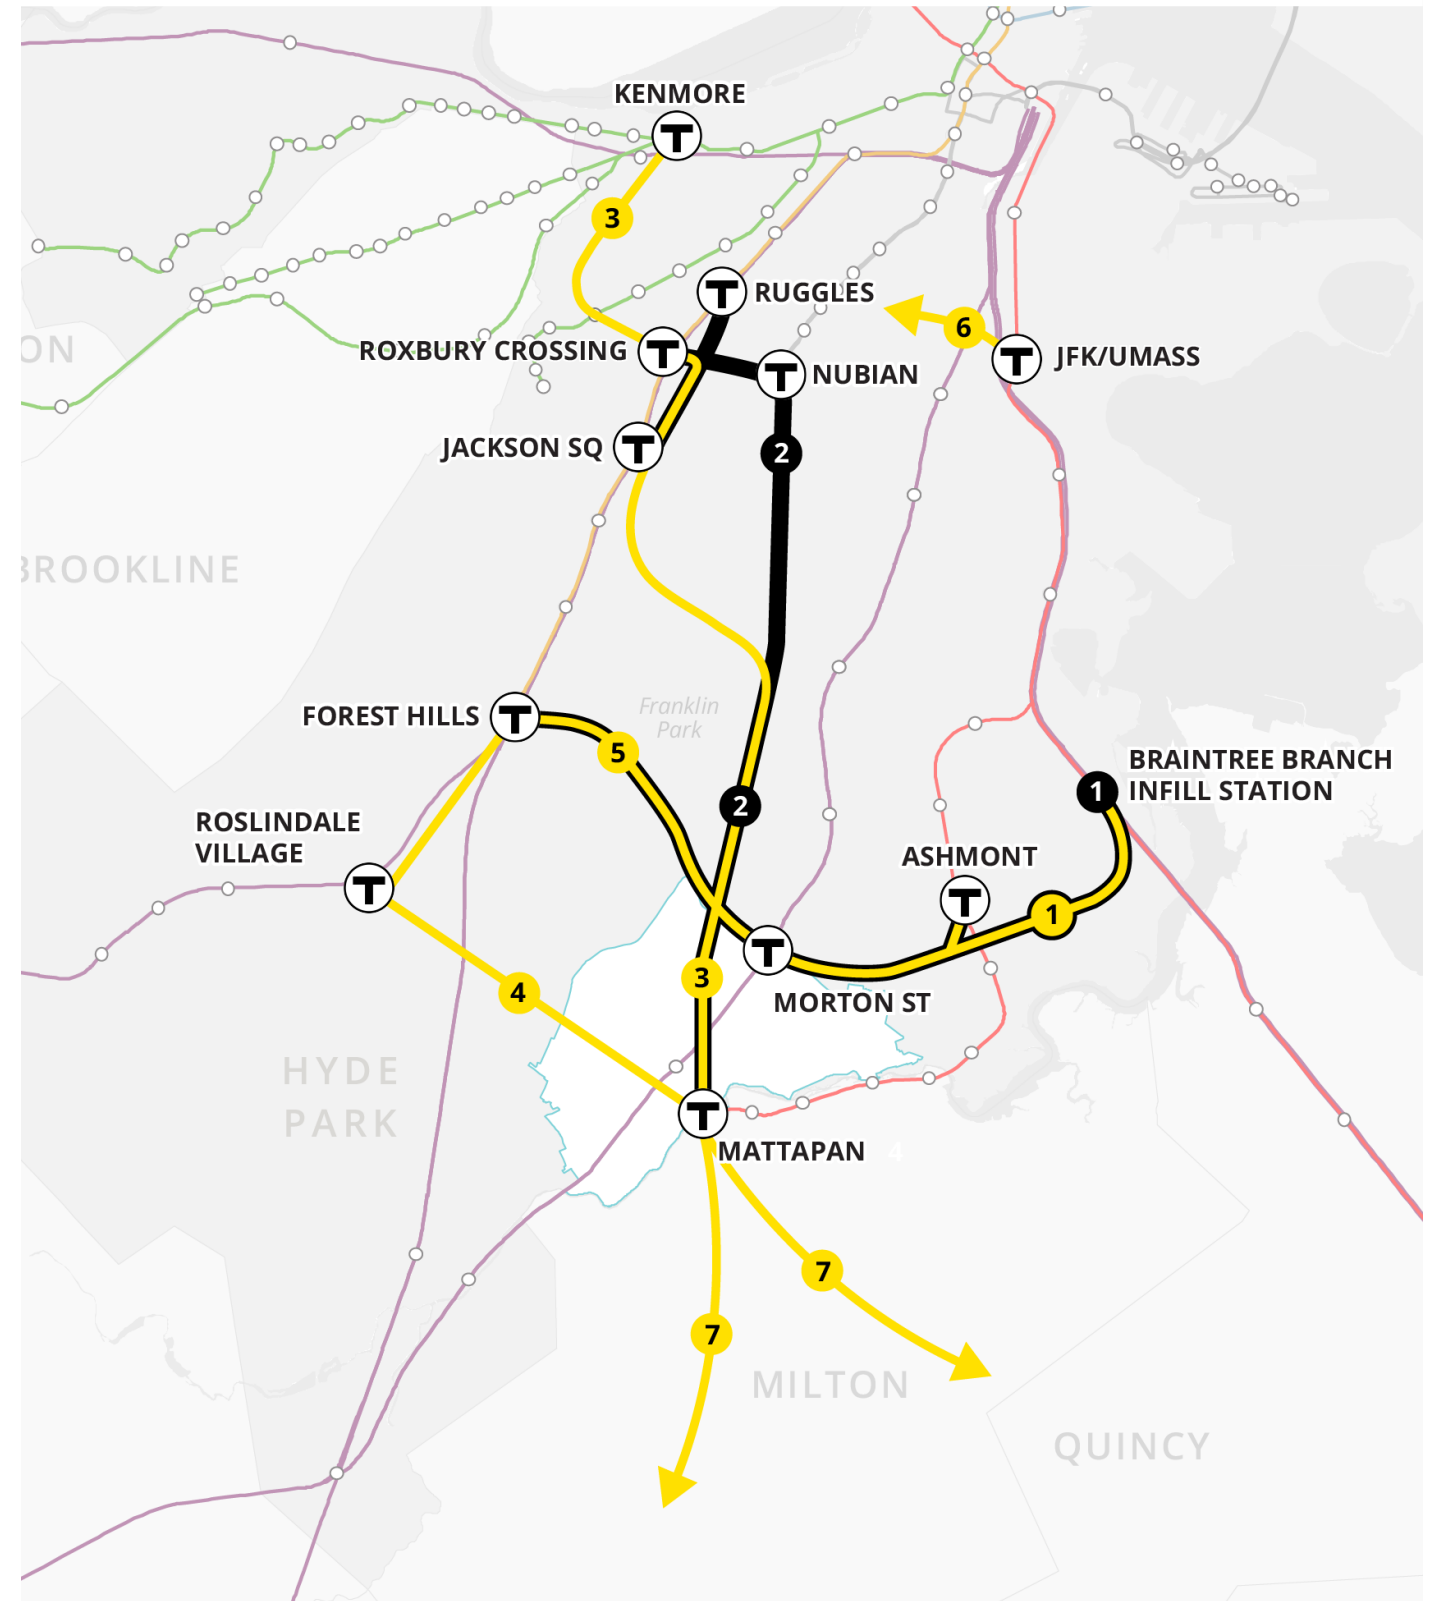 KENMORE
T
3
T
RUGGLES
6
ROXBURY CROSSING
T
T
NUBIAN
T
JFK/UMASS
ON
JACKSON SQ
T
2
BROOKLINE
FOREST HILLS
T
Franklin
Park
5
BRAINTREE BRANCH
INFILL STATION
1
2
ROSLINDALE
VILLAGE
T
ASHMONT
T
1
T
MORTON ST
3
4
HYDE
PARK
T
MATTAPAN
4
7
7
MILTON
QUINCY